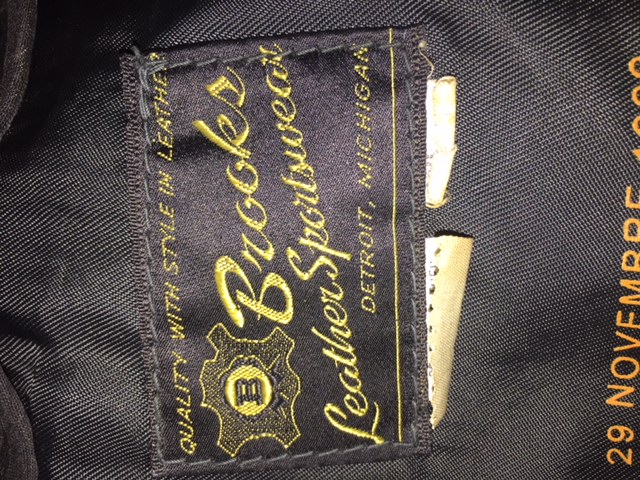 QUALITY WITH STYLE IN LEATHER
Brooks
Leather Sportswear
DETROIT, MICHIGAN
B
29 NOVEMBRE